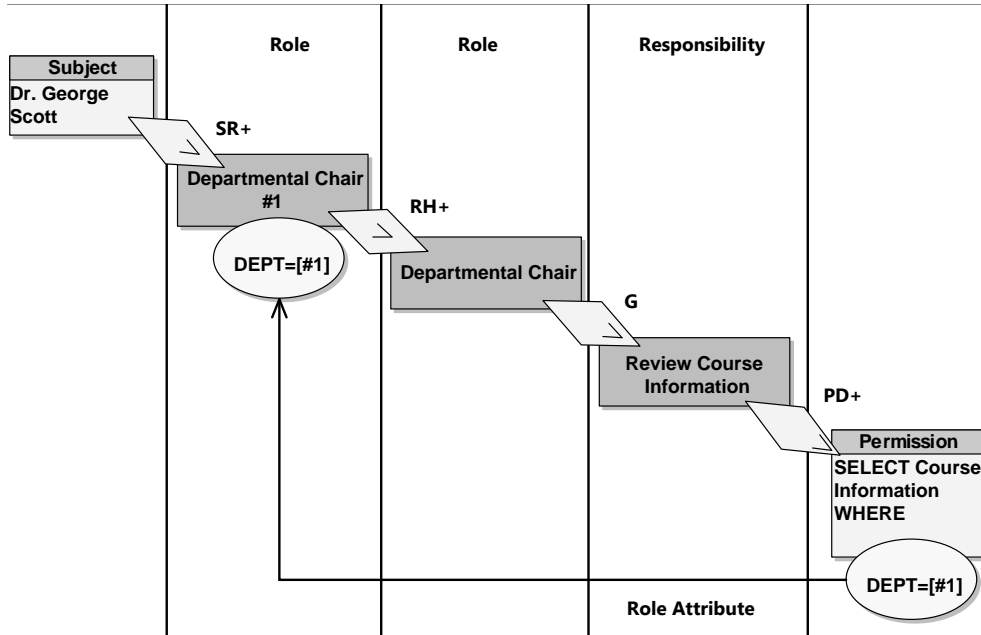 Role
Role
Responsibility
Subject
Dr. George
Scott
SR+
Departmental Chair
#1
DEPT=[#1]
RH+
Departmental Chair
G
Review Course
Information
PD+
Permission
SELECT Course
Information
WHERE
DEPT=[#1]
Role Attribute